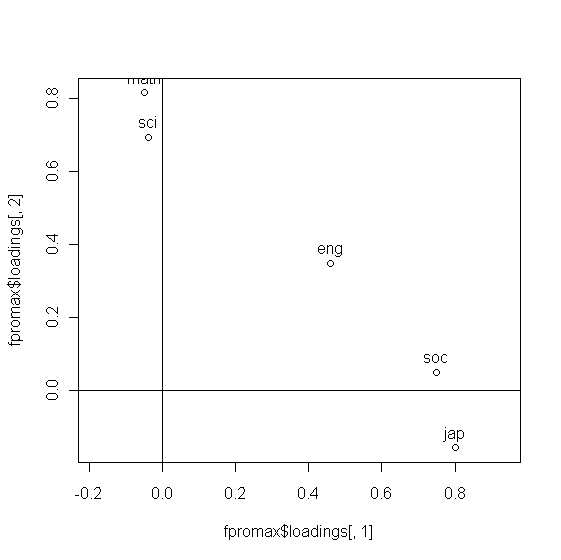 math
sci
eng
soc
jap
0.8
0.6
0.4
0.2
0.0
fpromax$loadings[, 2]
-0.2 0.0 0.2 0.4 0.6 0.8
fpromax$loadings[, 1]